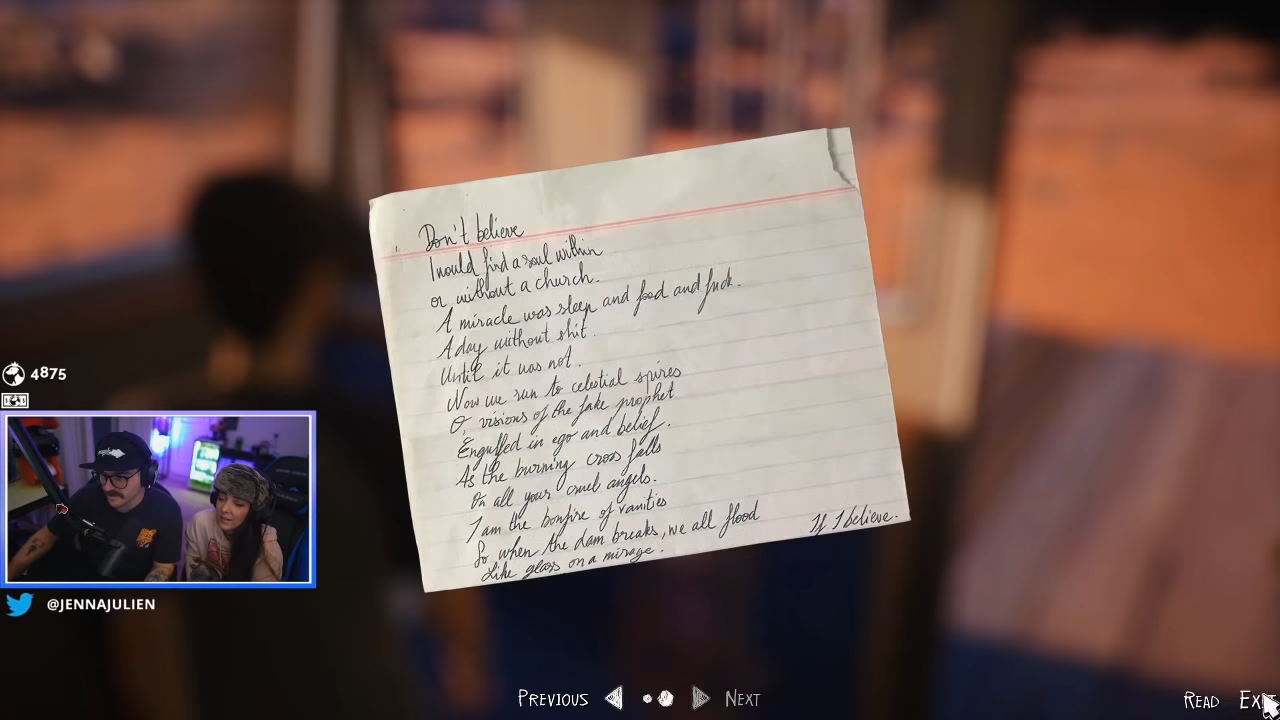 Don't believe
I would find a soul within
or without a church.
A miracle was sleep and food and fuck.
A day without shit.
Until it was not.
Now we run to celestial spires
O, visions of the fake prophet
Engulfed in ego and belief.
As the burning cross falls
On all your cruel angels.
I am the bonfire of vanities
So when the dam breaks, we all flood
Like glass on a mirage.
If I believe.
4875
@JENNAJULIEN
PREVIOUS NEXT
READ